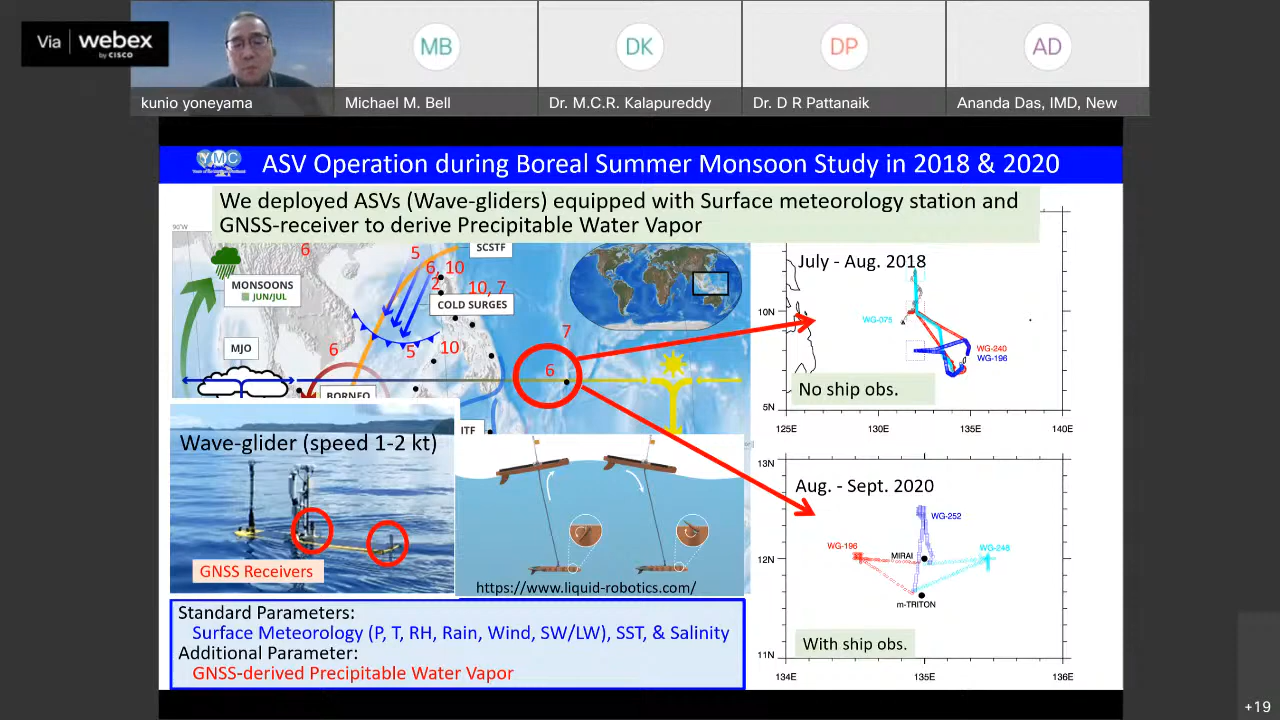 Via webex
by CISCO
MB
DK
DP
AD
kunio yoneyama
Michael M. Bell
Dr. M.C.R. Kalapureddy
Dr. D R Pattanaik
Ananda Das, IMD, New
YMC
ASV Operation during Boreal Summer Monsoon Study in 2018 & 2020
We deployed ASVs (Wave-gliders) equipped with Surface meteorology station and
GNSS-receiver to derive Precipitable Water Vapor
90°W
6
5
SCSTF
6, 10
2
10, 7
MONSOONS
JUN/JUL
COLD SURGES
7
MJO
6
5
10
6
BORNEO
ITF
July - Aug. 2018
10N
WG-075
WG-240
WG-196
No ship obs.
5N
125E
130E
135E
140E
Wave-glider (speed 1-2 kt)
GNSS Receivers
https://www.liquid-robotics.com/
13N
Aug. - Sept. 2020
WG-252
WG-196
MIRAI
WG-248
12N
m-TRITON
With ship obs.
11N
134E
135E
136E
Standard Parameters:
Surface Meteorology (P, T, RH, Rain, Wind, SW/LW), SST, & Salinity
Additional Parameter:
GNSS-derived Precipitable Water Vapor
+19